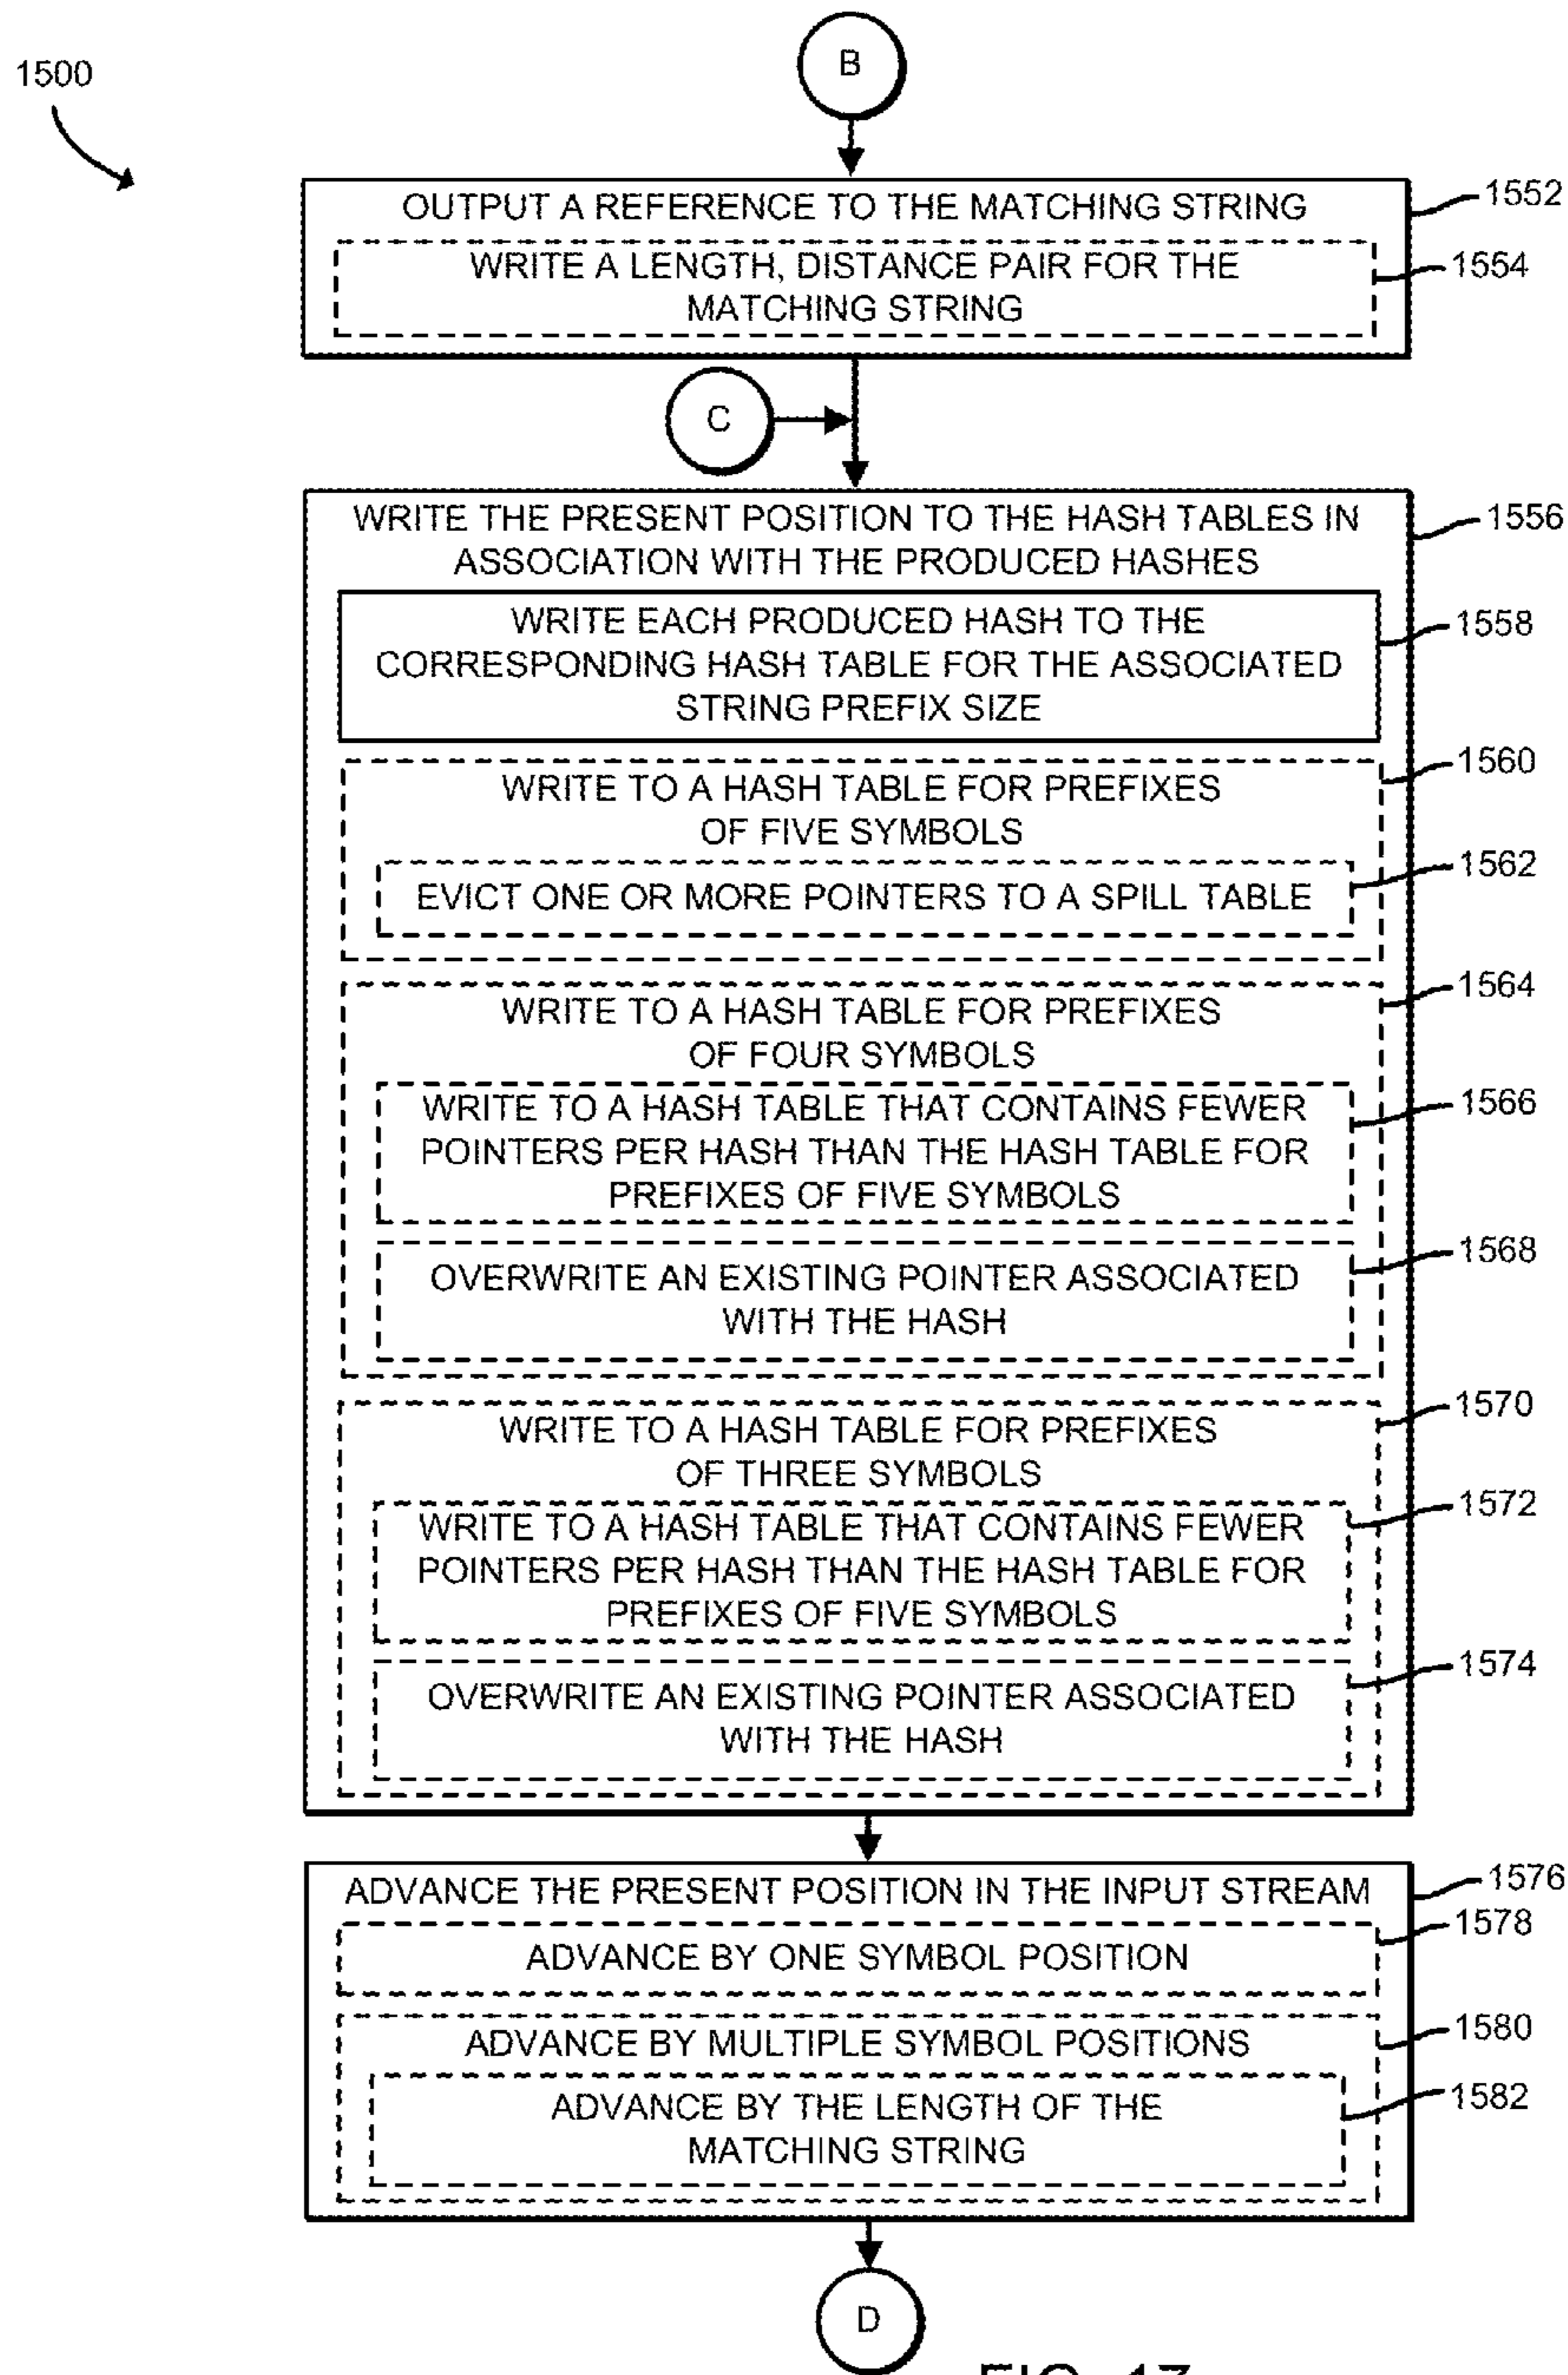 1500
B
OUTPUT A REFERENCE TO THE MATCHING STRING
1552
WRITE A LENGTH, DISTANCE PAIR FOR THE
MATCHING STRING
1554
C
WRITE THE PRESENT POSITION TO THE HASH TABLES IN
ASSOCIATION WITH THE PRODUCED HASHES
1556
WRITE EACH PRODUCED HASH TO THE
CORRESPONDING HASH TABLE FOR THE ASSOCIATED
STRING PREFIX SIZE
1558
WRITE TO A HASH TABLE FOR PREFIXES
OF FIVE SYMBOLS
1560
EVICT ONE OR MORE POINTERS TO A SPILL TABLE
1562
WRITE TO A HASH TABLE FOR PREFIXES
OF FOUR SYMBOLS
1564
WRITE TO A HASH TABLE THAT CONTAINS FEWER
POINTERS PER HASH THAN THE HASH TABLE FOR
PREFIXES OF FIVE SYMBOLS
1566
OVERWRITE AN EXISTING POINTER ASSOCIATED
WITH THE HASH
1568
WRITE TO A HASH TABLE FOR PREFIXES
OF THREE SYMBOLS
1570
WRITE TO A HASH TABLE THAT CONTAINS FEWER
POINTERS PER HASH THAN THE HASH TABLE FOR
PREFIXES OF FIVE SYMBOLS
1572
OVERWRITE AN EXISTING POINTER ASSOCIATED
WITH THE HASH
1574
ADVANCE THE PRESENT POSITION IN THE INPUT STREAM
1576
ADVANCE BY ONE SYMBOL POSITION
1578
ADVANCE BY MULTIPLE SYMBOL POSITIONS
1580
ADVANCE BY THE LENGTH OF THE
MATCHING STRING
1582
D